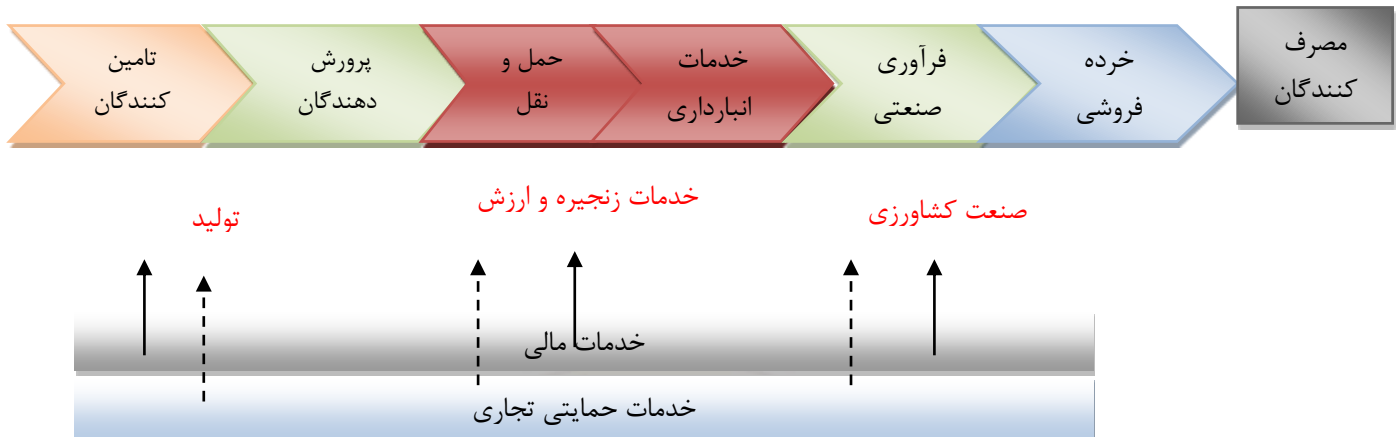 تامین
کنندگان
پرورش
دهندگان
حمل و
نقل
خدمات
انبارداری
فرآوری
صنعتی
خرده
فروشی
مصرف
کنندگان
تولید
خدمات زنجیره و ارزش
صنعت کشاورزی
خدمات مالی
خدمات حمایتی تجاری